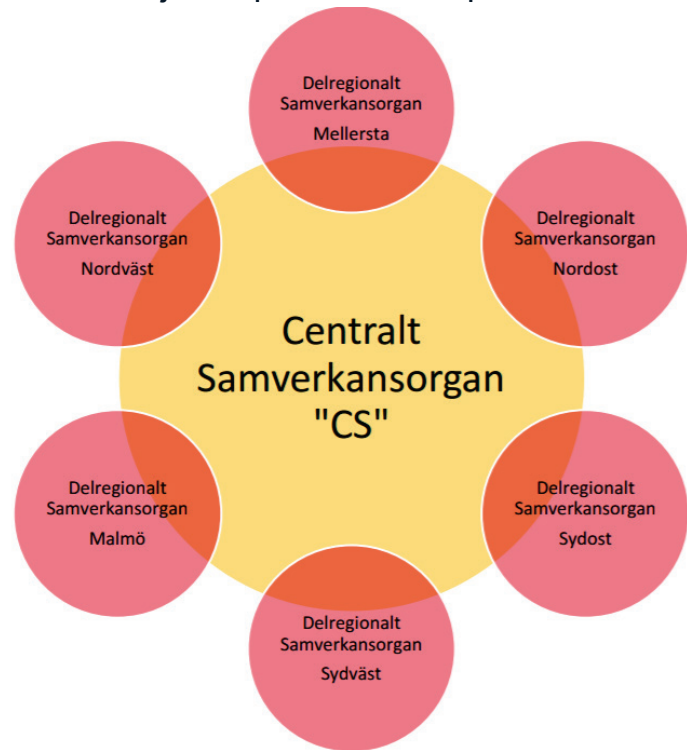 Delregionalt
Samverkansorgan
Mellersta
Delregionalt
Samverkansorgan
Nordväst
Delregionalt
Samverkansorgan
Nordost
Centralt
Samverkansorgan
"CS"
Delregionalt
Samverkansorgan
Malmö
Delregionalt
Samverkansorgan
Sydost
Delregionalt
Samverkansorgan
Sydväst